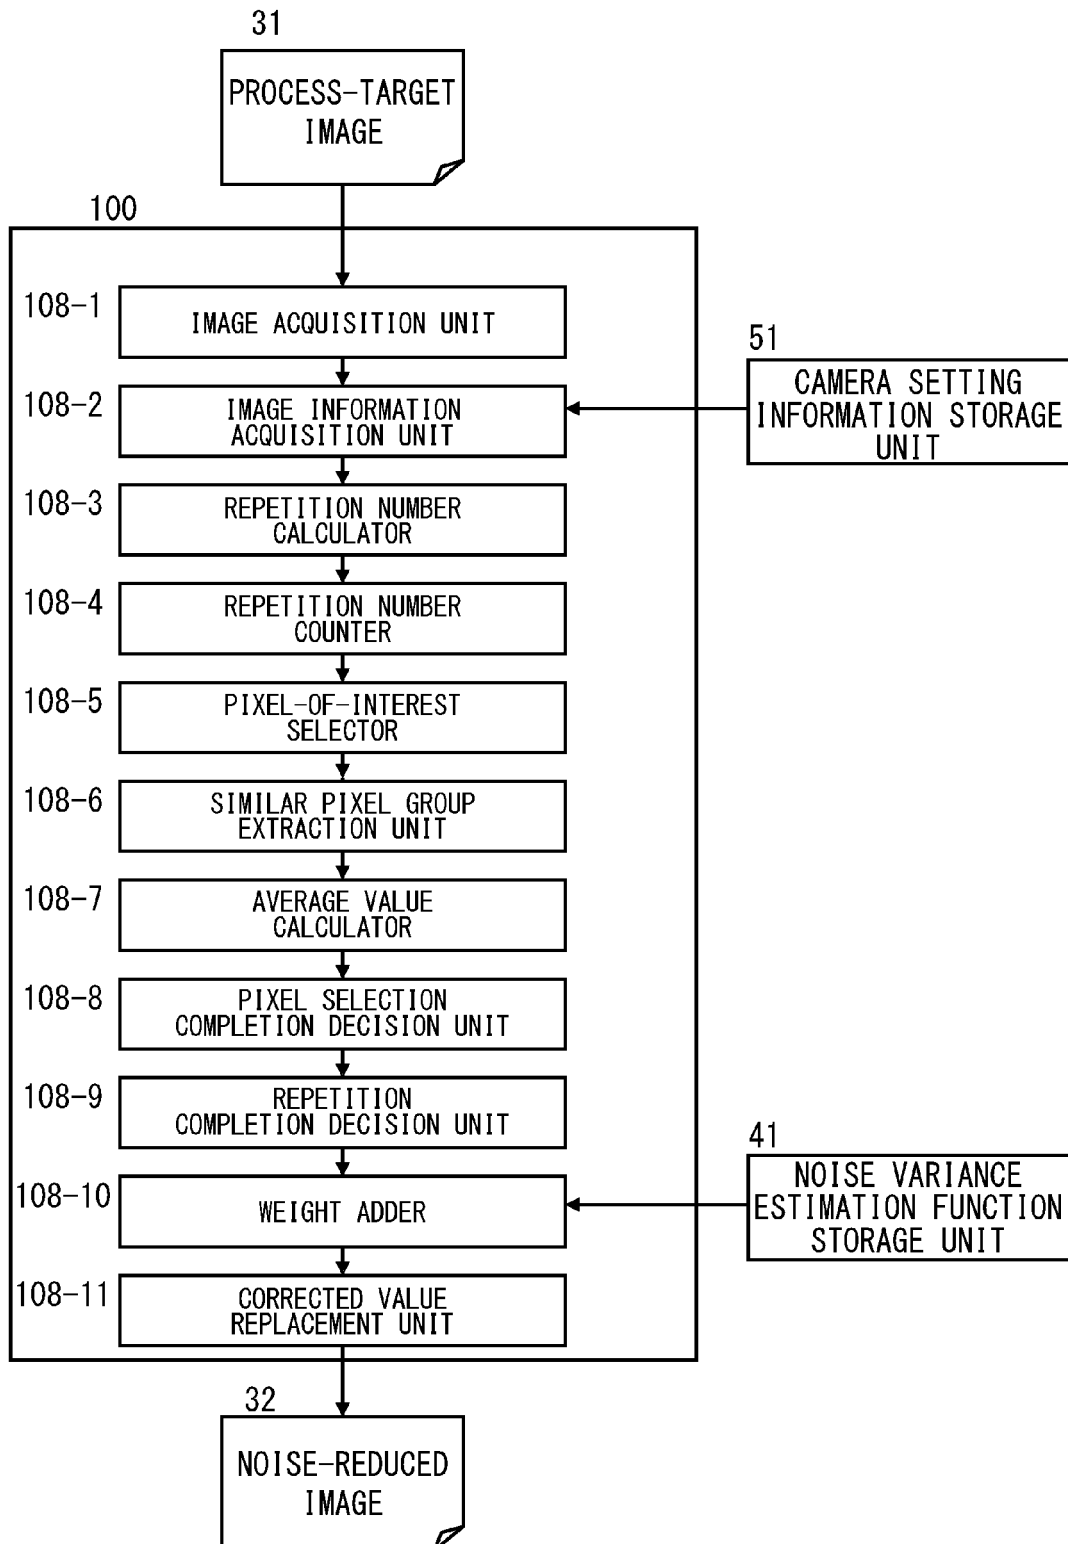 31
PROCESS-TARGET
IMAGE
100
108-1
IMAGE ACQUISITION UNIT
51
108-2
IMAGE INFORMATION
ACQUISITION UNIT
CAMERA SETTING
INFORMATION STORAGE
UNIT
108-3
REPETITION NUMBER
CALCULATOR
108-4
REPETITION NUMBER
COUNTER
108-5
PIXEL-OF-INTEREST
SELECTOR
108-6
SIMILAR PIXEL GROUP
EXTRACTION UNIT
108-7
AVERAGE VALUE
CALCULATOR
108-8
PIXEL SELECTION
COMPLETION DECISION UNIT
108-9
REPETITION
COMPLETION DECISION UNIT
41
108-10
WEIGHT ADDER
NOISE VARIANCE
ESTIMATION FUNCTION
STORAGE UNIT
108-11
CORRECTED VALUE
REPLACEMENT UNIT
32
NOISE-REDUCED
IMAGE